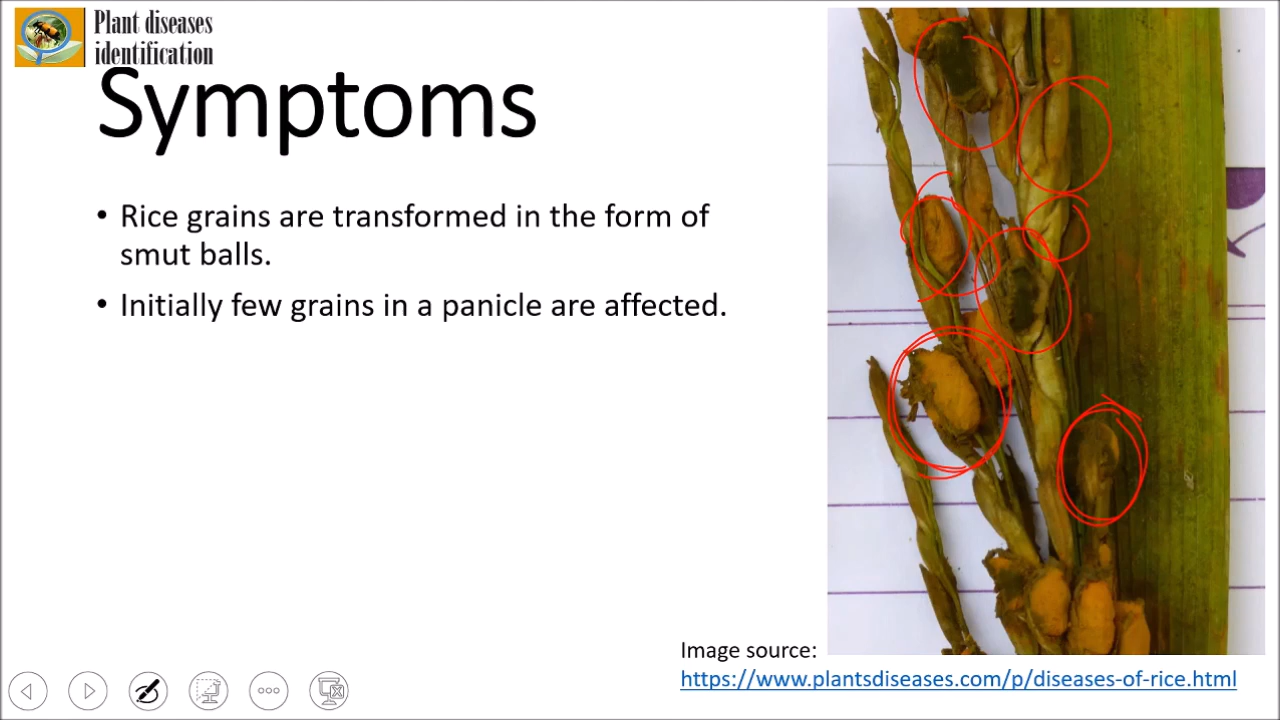 Plant diseases
identification
Symptoms
• Rice grains are transformed in the form of
smut balls.
• Initially few grains in a panicle are affected.
Image source:
https://www.plantsdiseases.com/p/diseases-of-rice.html